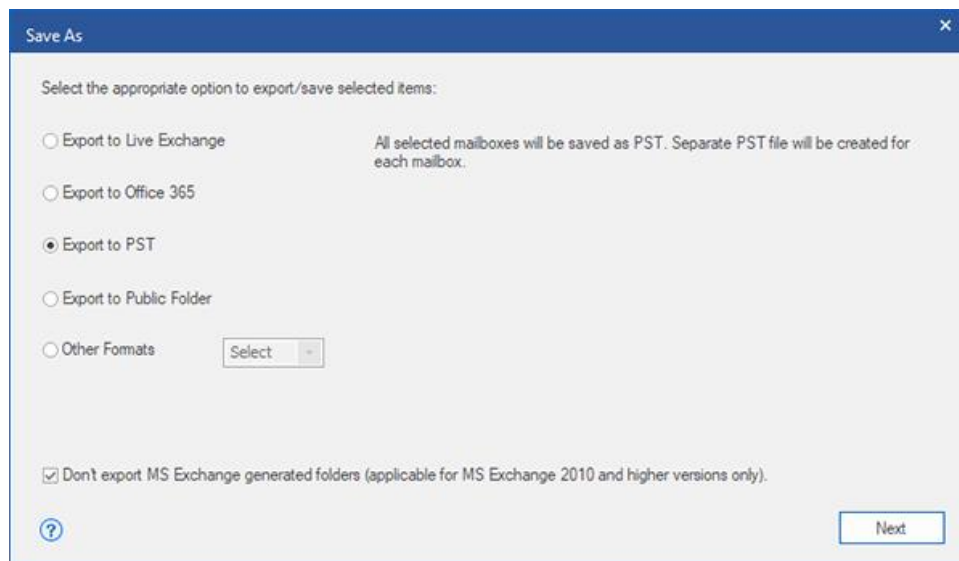 Save As
Select the appropriate option to export/save selected items:
Export to Live Exchange
All selected mailboxes will be saved as PST. Separate PST file will be created for
each mailbox.
Export to Office 365
Export to PST
Export to Public Folder
Other Formats
Select
Don't export MS Exchange generated folders (applicable for MS Exchange 2010 and higher versions only).
?
Next